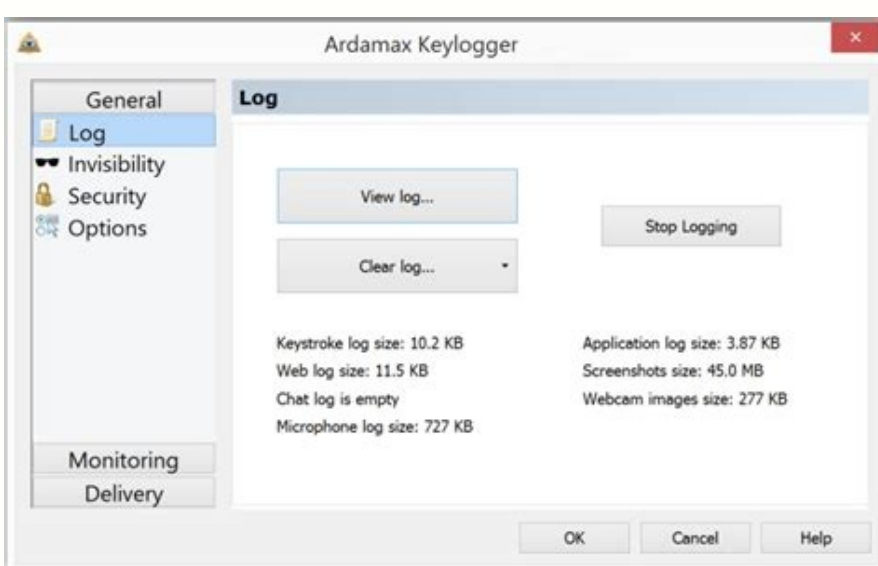 Ardamax Keylogger
General
Log
Invisibility
Security
Options
Monitoring
Delivery
Log
View log...
Stop Logging
Clear log...
Keystroke log size: 10.2 KB
Application log size: 3.87 KB
Web log size: 11.5 KB
Screenshots size: 45.0 MB
Chat log is empty
Webcam images size: 277 KB
Microphone log size: 727 KB
OK
Cancel
Help